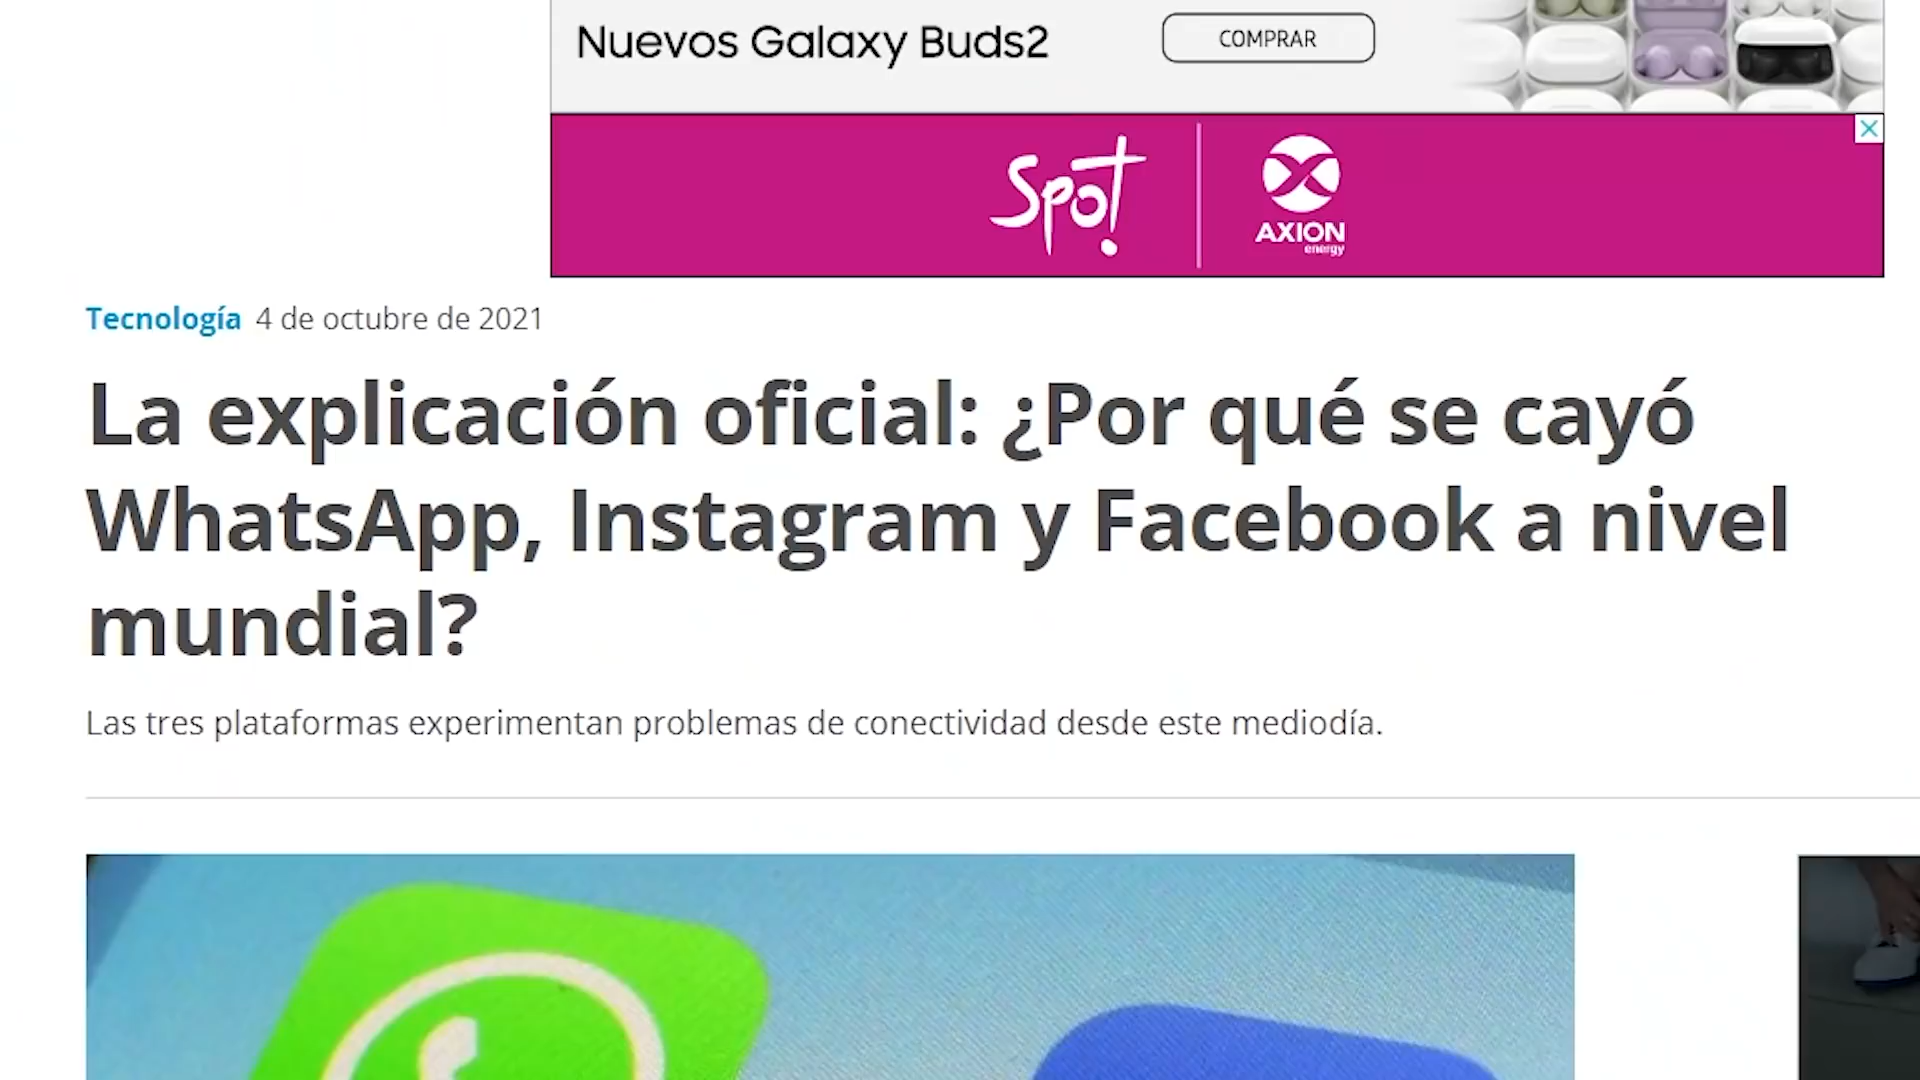 Nuevos Galaxy Buds2
COMPRAR
Spot!
AXION
energy
Tecnología 4 de octubre de 2021
La explicación oficial: ¿Por qué se cayó
WhatsApp, Instagram y Facebook a nivel
mundial?
Las tres plataformas experimentan problemas de conectividad desde este mediodía.